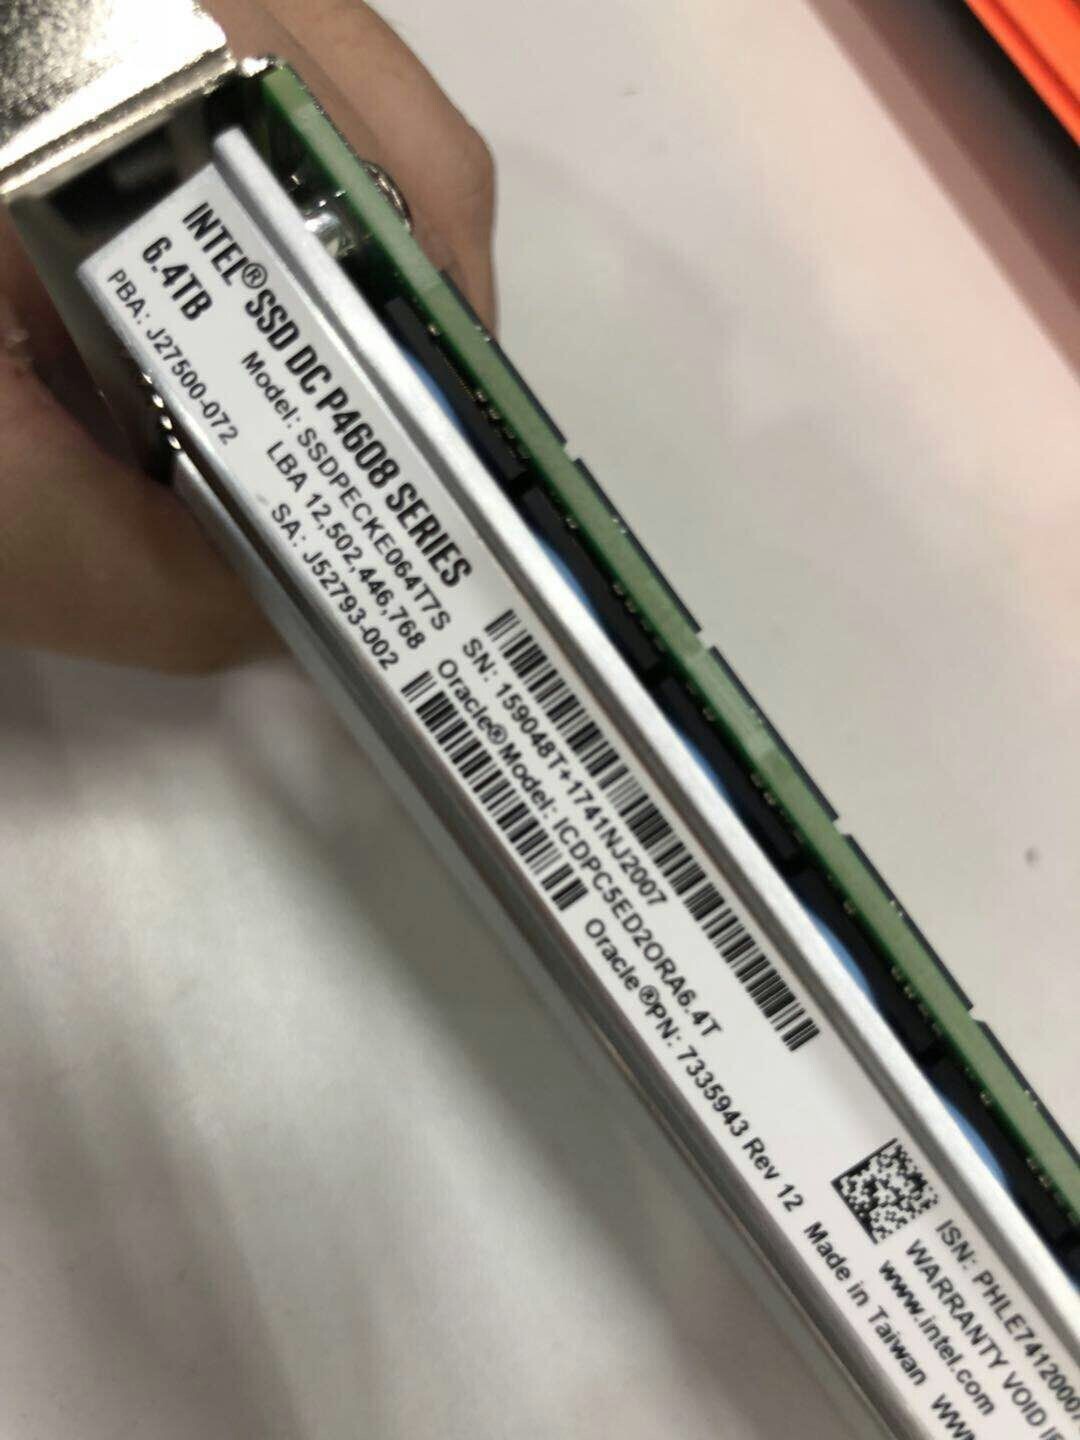 INTEL® SSD DC P4608 SERIES
6.4TB
Model: SSDPECKE064T7S
PBA: J27500-072
LBA 12,502,446,768
SA: J52793-002
SN: 159048T+1741NJ2007
Oracle®Model: ICDPC5ED2ORA6.4T
Oracle®PN: 7335943 Rev 12
Made in Taiwan
ISN: PHLE7412000
WARRANTY VOID IF
www.intel.com